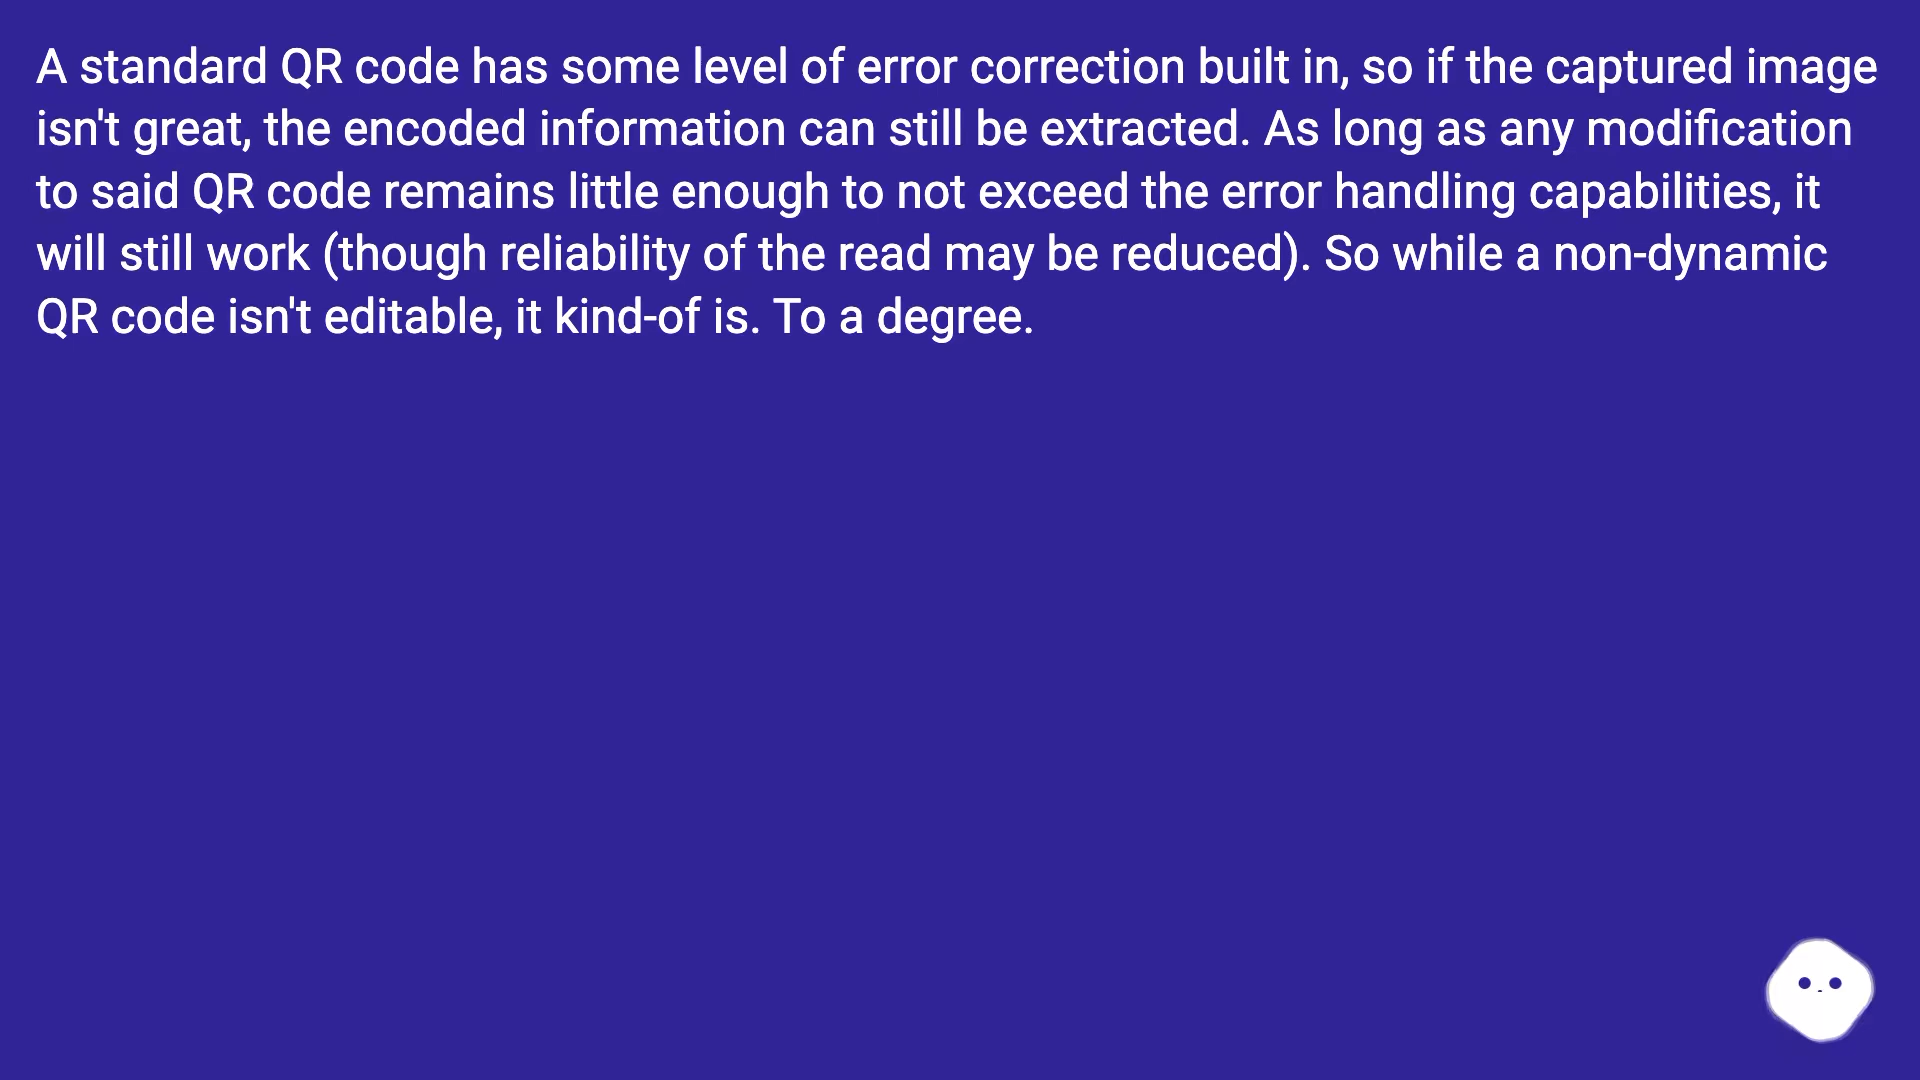 A standard QR code has some level of error correction built in, so if the captured image
isn't great, the encoded information can still be extracted. As long as any modification
to said QR code remains little enough to not exceed the error handling capabilities, it
will still work (though reliability of the read may be reduced). So while a non-dynamic
QR code isn't editable, it kind-of is. To a degree.